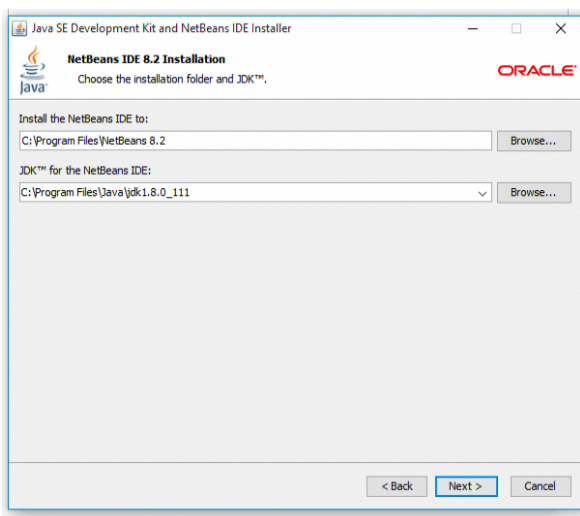 Java SE Development Kit and NetBeans IDE Installer
Java
NetBeans IDE 8.2 Installation
Choose the installation folder and JDK™.
ORACLE
Install the NetBeans IDE to:
C:\Program Files\NetBeans 8.2
Browse...
JDK™ for the NetBeans IDE:
C:\Program Files\Java\jdk1.8.0_111
Browse...
< Back
Next >
Cancel